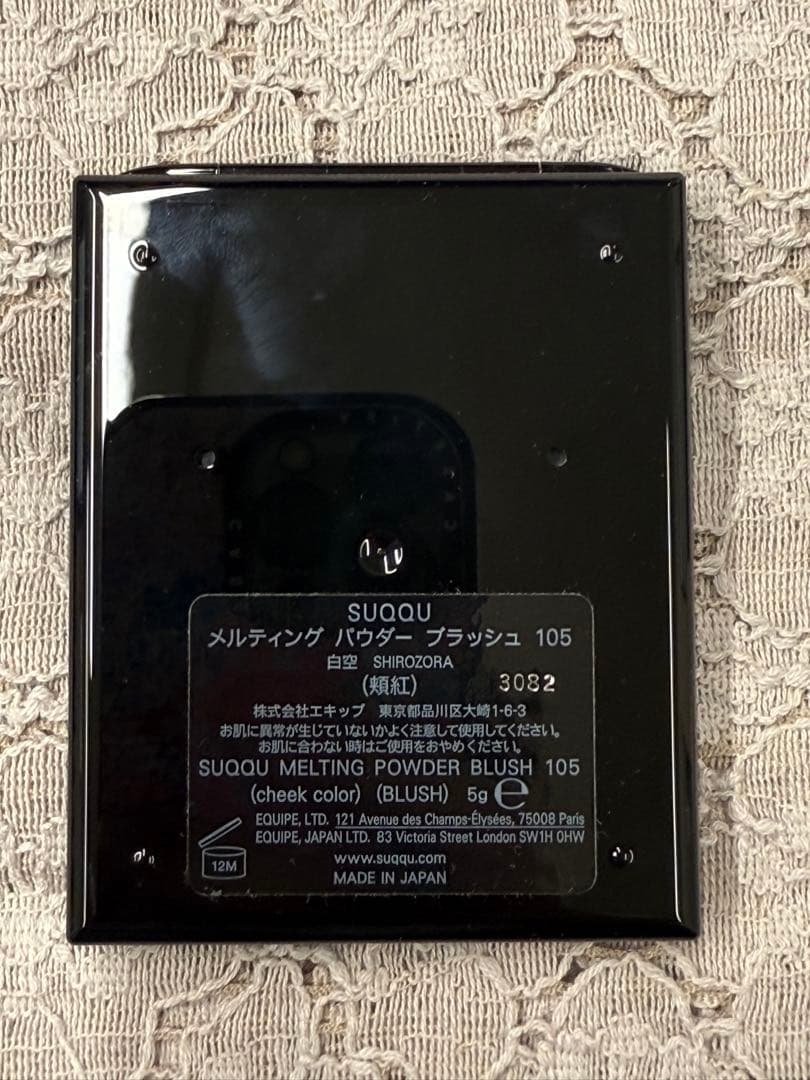 SUQQU
メルティング パウダー ブラッシュ 105
白空 SHIROZORA
(頬紅) 3082
株式会社エキップ 東京都品川区大崎1-6-3
お肌に異常が生じていないかよく注意して使用してください。
お肌に合わない時はご使用をおやめください。
SUQQU MELTING POWDER BLUSH 105
(cheek color) (BLUSH) 5g ℮
EQUIPE, LTD. 121 Avenue des Champs-Élysées, 75008 Paris
EQUIPE, JAPAN LTD. 83 Victoria Street London SW1H 0HW
12M
www.suqqu.com
MADE IN JAPAN